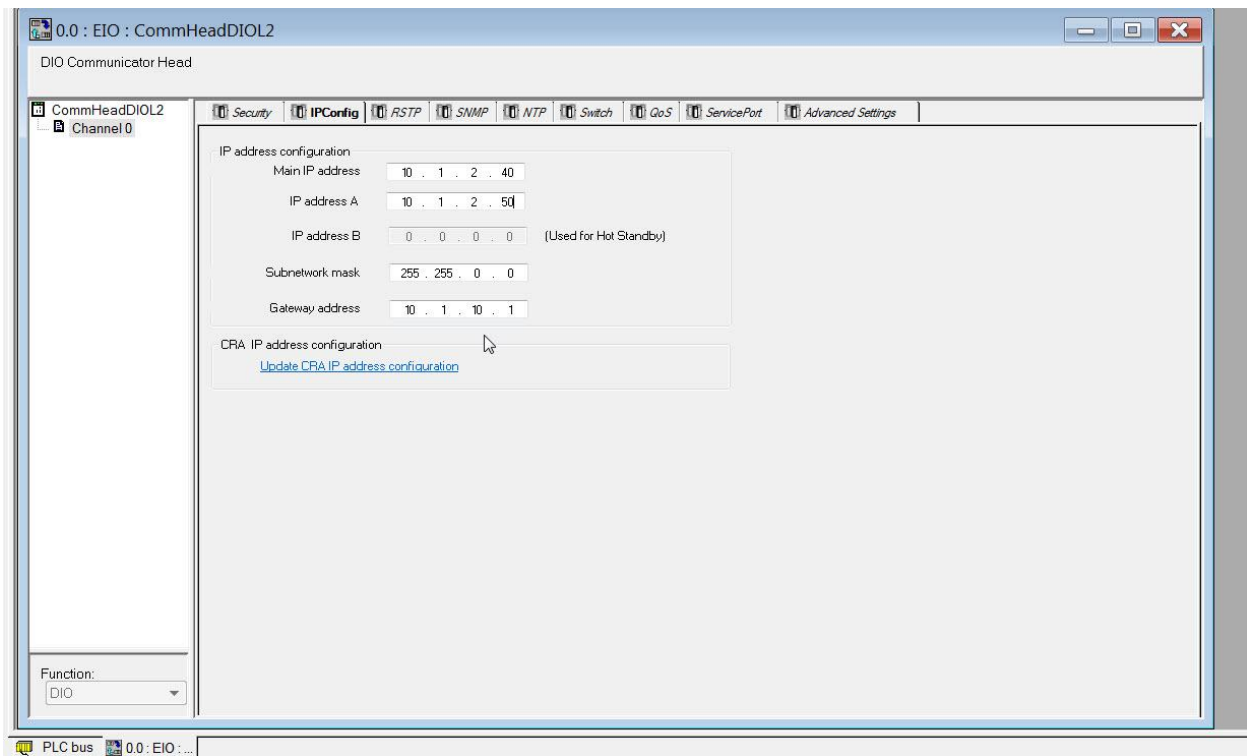 0.0 : EIO : CommHeadDIOL2
DIO Communicator Head
CommHeadDIOL2
Channel 0
Security IPConfig RSTP SNMP NTP Switch QoS ServicePort Advanced Settings
IP address configuration
Main IP address 10 . 1 . 2 . 40
IP address A 10 . 1 . 2 . 50
IP address B 0 . 0 . 0 . 0 (Used for Hot Standby)
Subnetwork mask 255 . 255 . 0 . 0
Gateway address 10 . 1 . 10 . 1
CRA IP address configuration
Update CRA IP address configuration
Function:
DIO
PLC bus 0.0 : EIO : ...